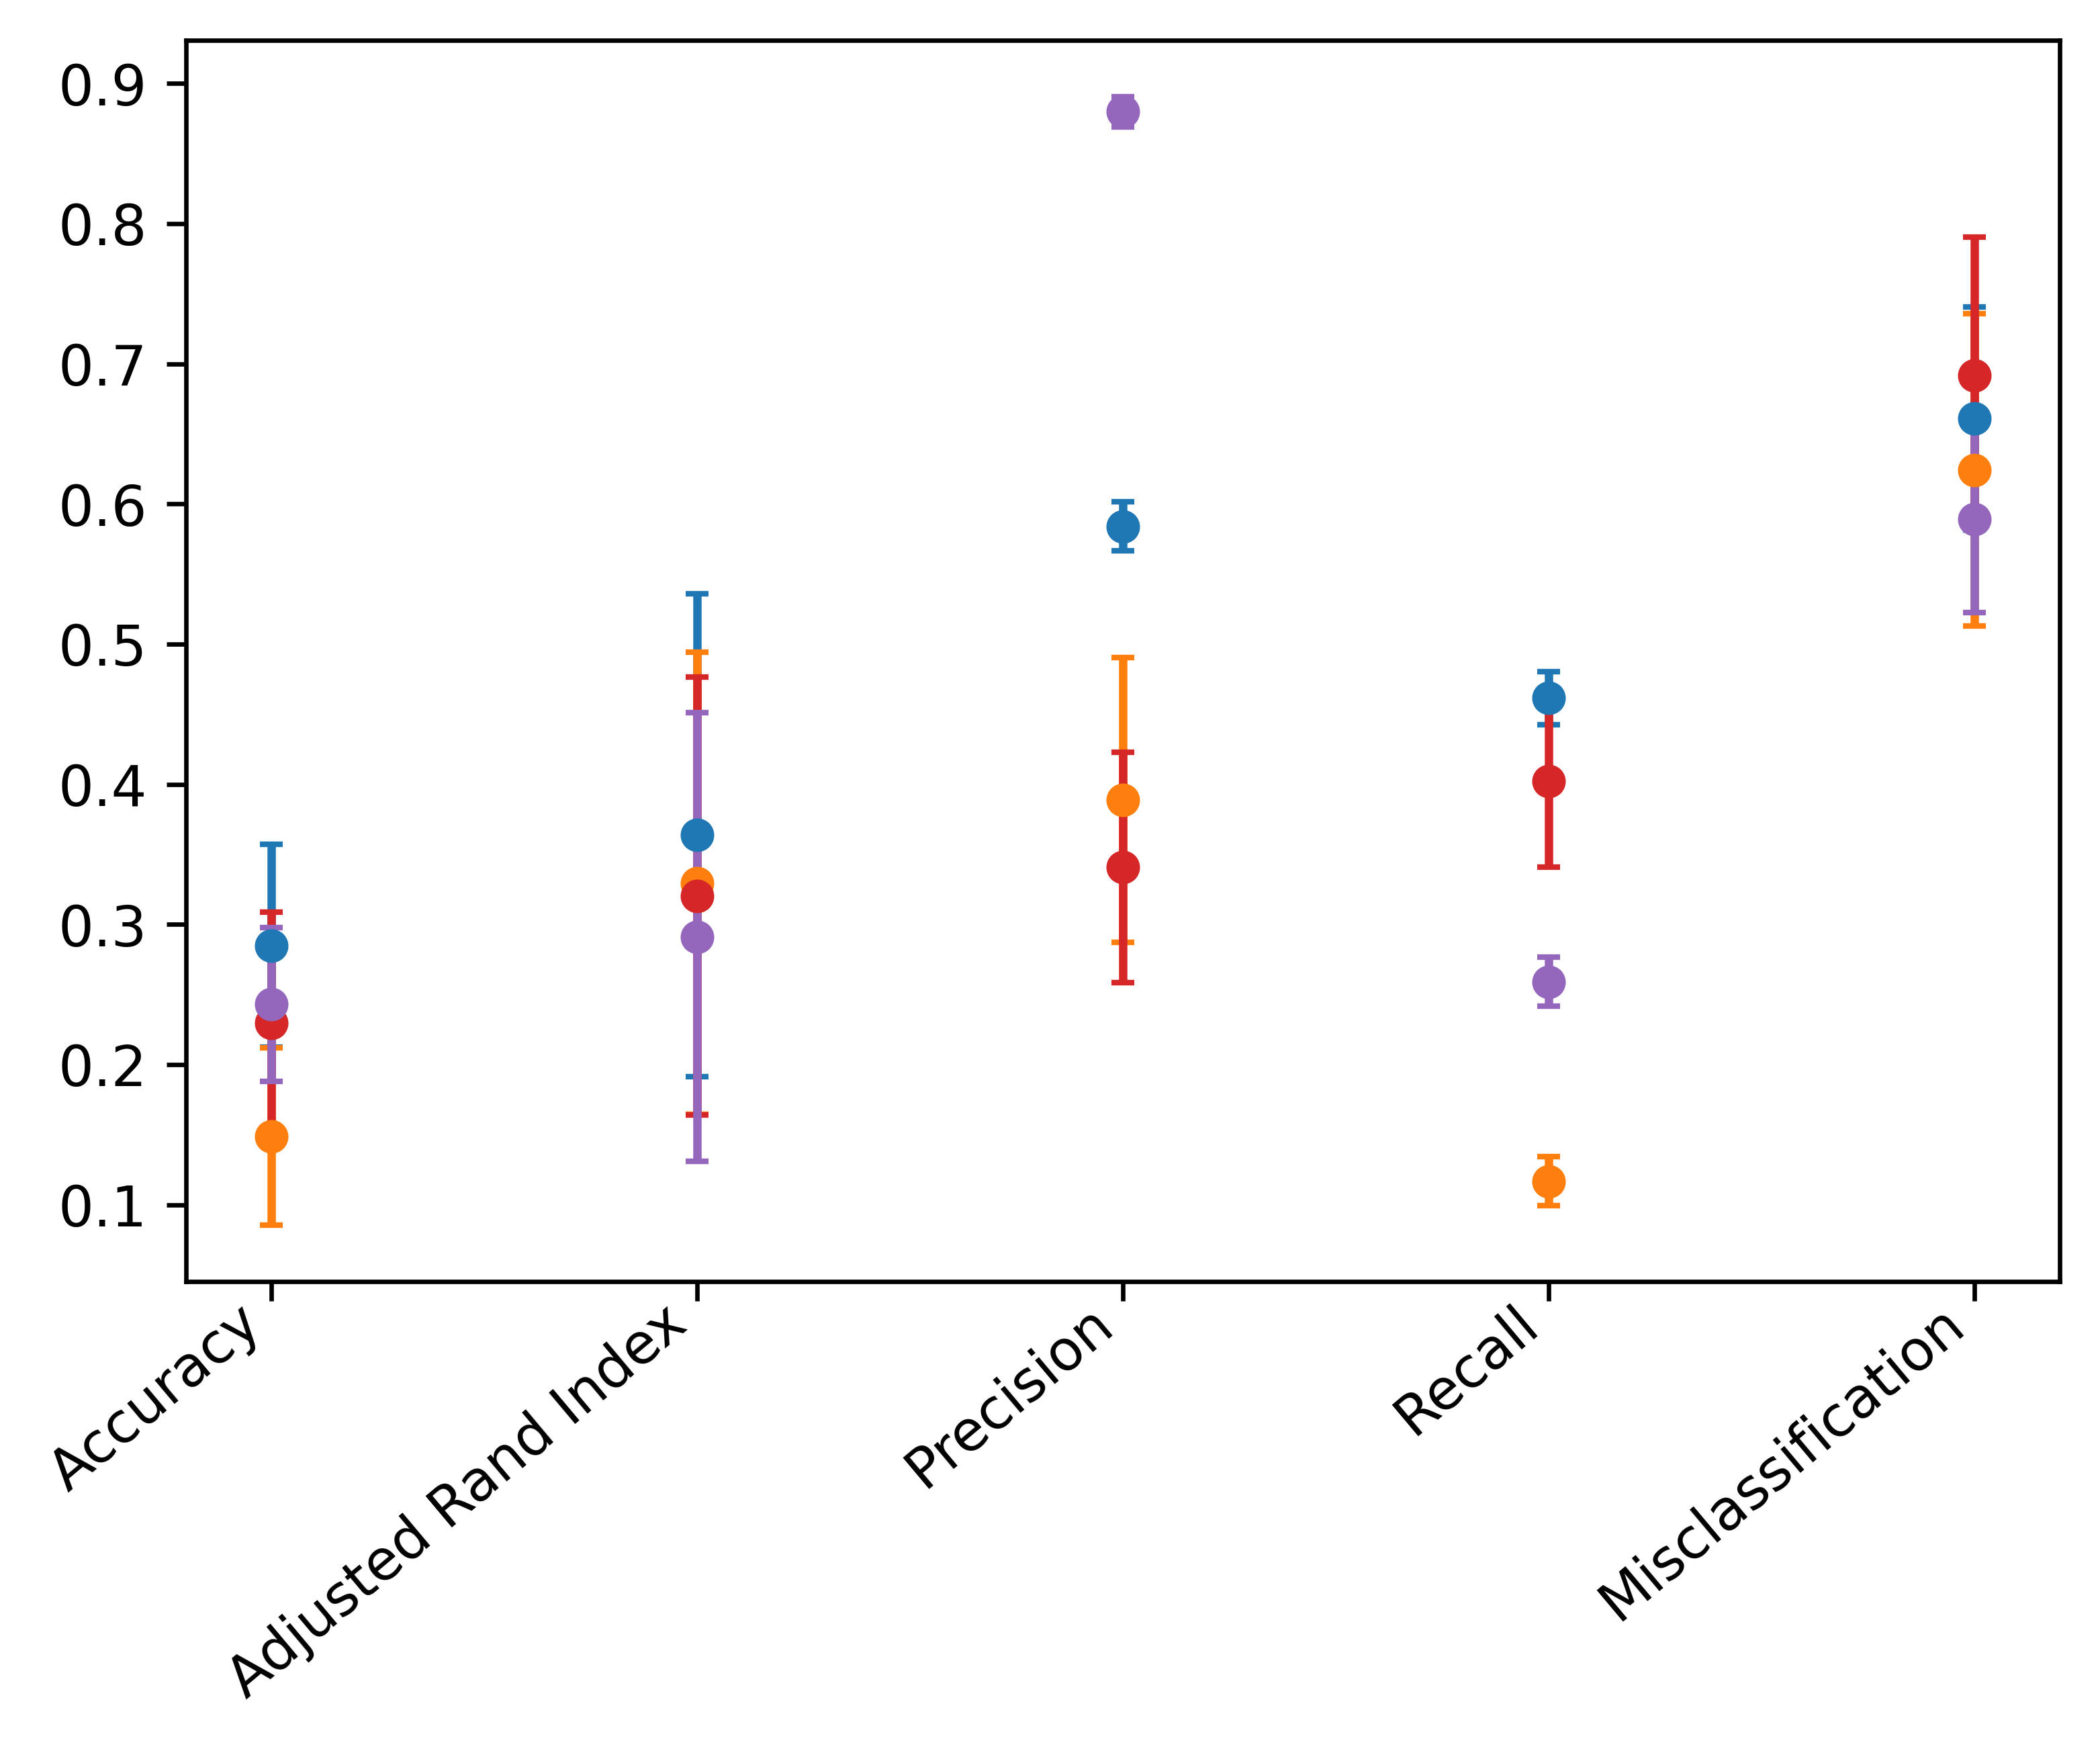 0.9
0.8
0.7
0.6
0.5
0.4
0.3
0.2
0.1
Accuracy
Adjusted Rand Index
Precision
Recall
Misclassification